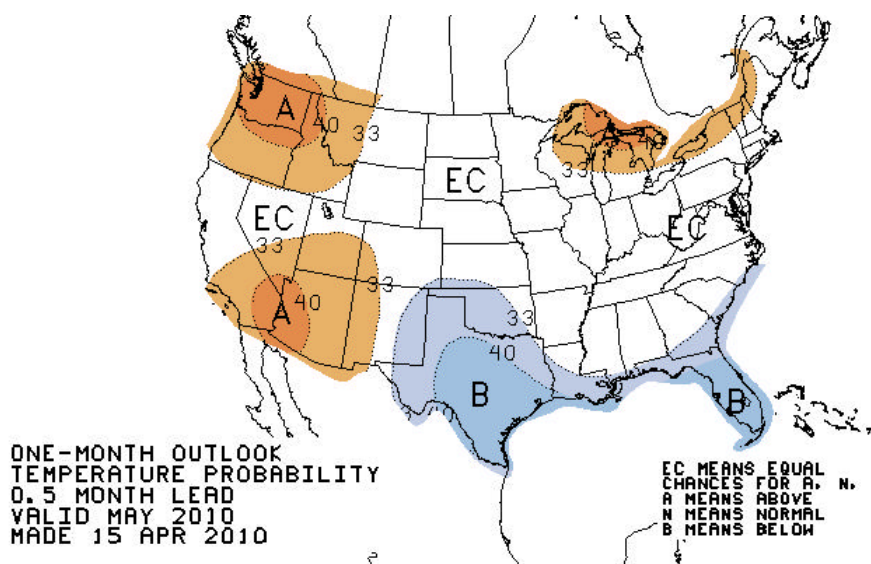 A
40
33
A
40
33
EC
EC
EC
33
33
40
A
33
40
B
B
ONE-MONTH OUTLOOK
TEMPERATURE PROBABILITY
0.5 MONTH LEAD
VALID MAY 2010
MADE 15 APR 2010
EC MEANS EQUAL
CHANCES FOR A, N,
A MEANS ABOVE
N MEANS NORMAL
B MEANS BELOW